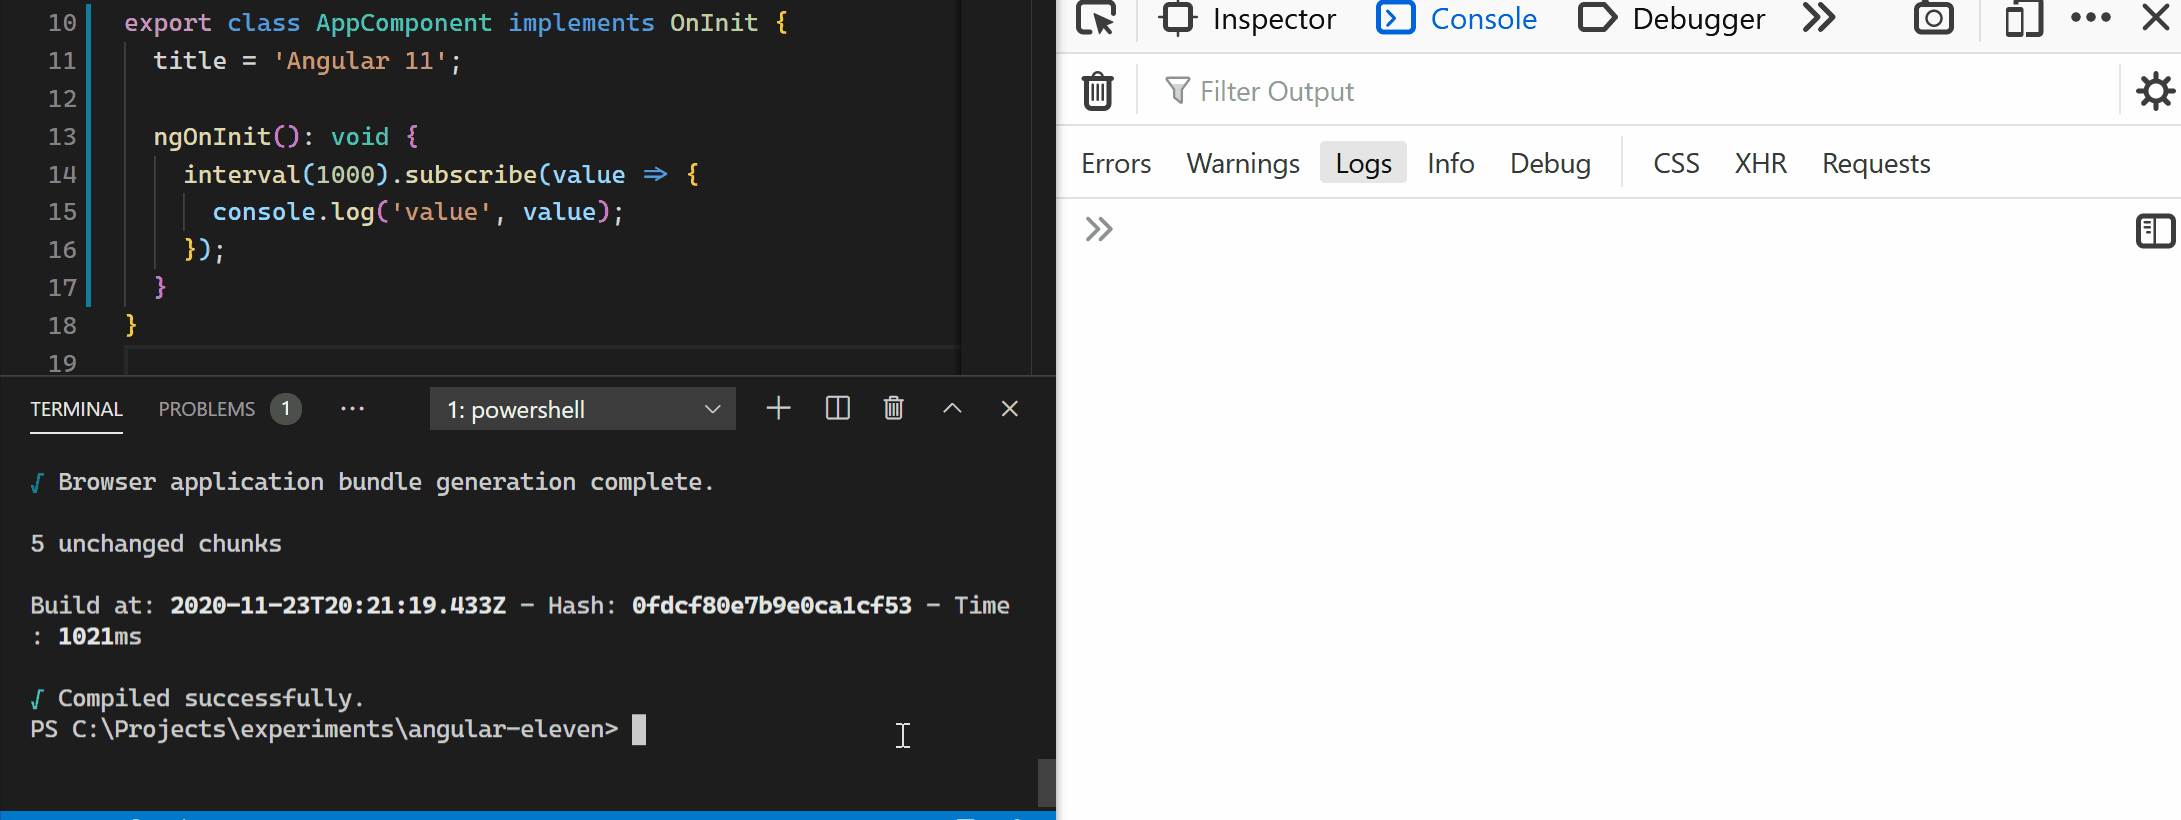 10 export class AppComponent implements OnInit {
11 title = 'Angular 11';
12
13 ngOnInit(): void {
14 interval(1000).subscribe(value ⇒ {
15 console.log('value', value);
16 });
17 }
18 }
19
TERMINAL PROBLEMS 1 ··· 1: powershell
√ Browser application bundle generation complete.
5 unchanged chunks
Build at: 2020-11-23T20:21:19.433Z - Hash: 0fdcf80e7b9e0ca1cf53 - Time
: 1021ms
√ Compiled successfully.
PS C:\Projects\experiments\angular-eleven>
Inspector Console Debugger
Filter Output
Errors Warnings Logs Info Debug CSS XHR Requests